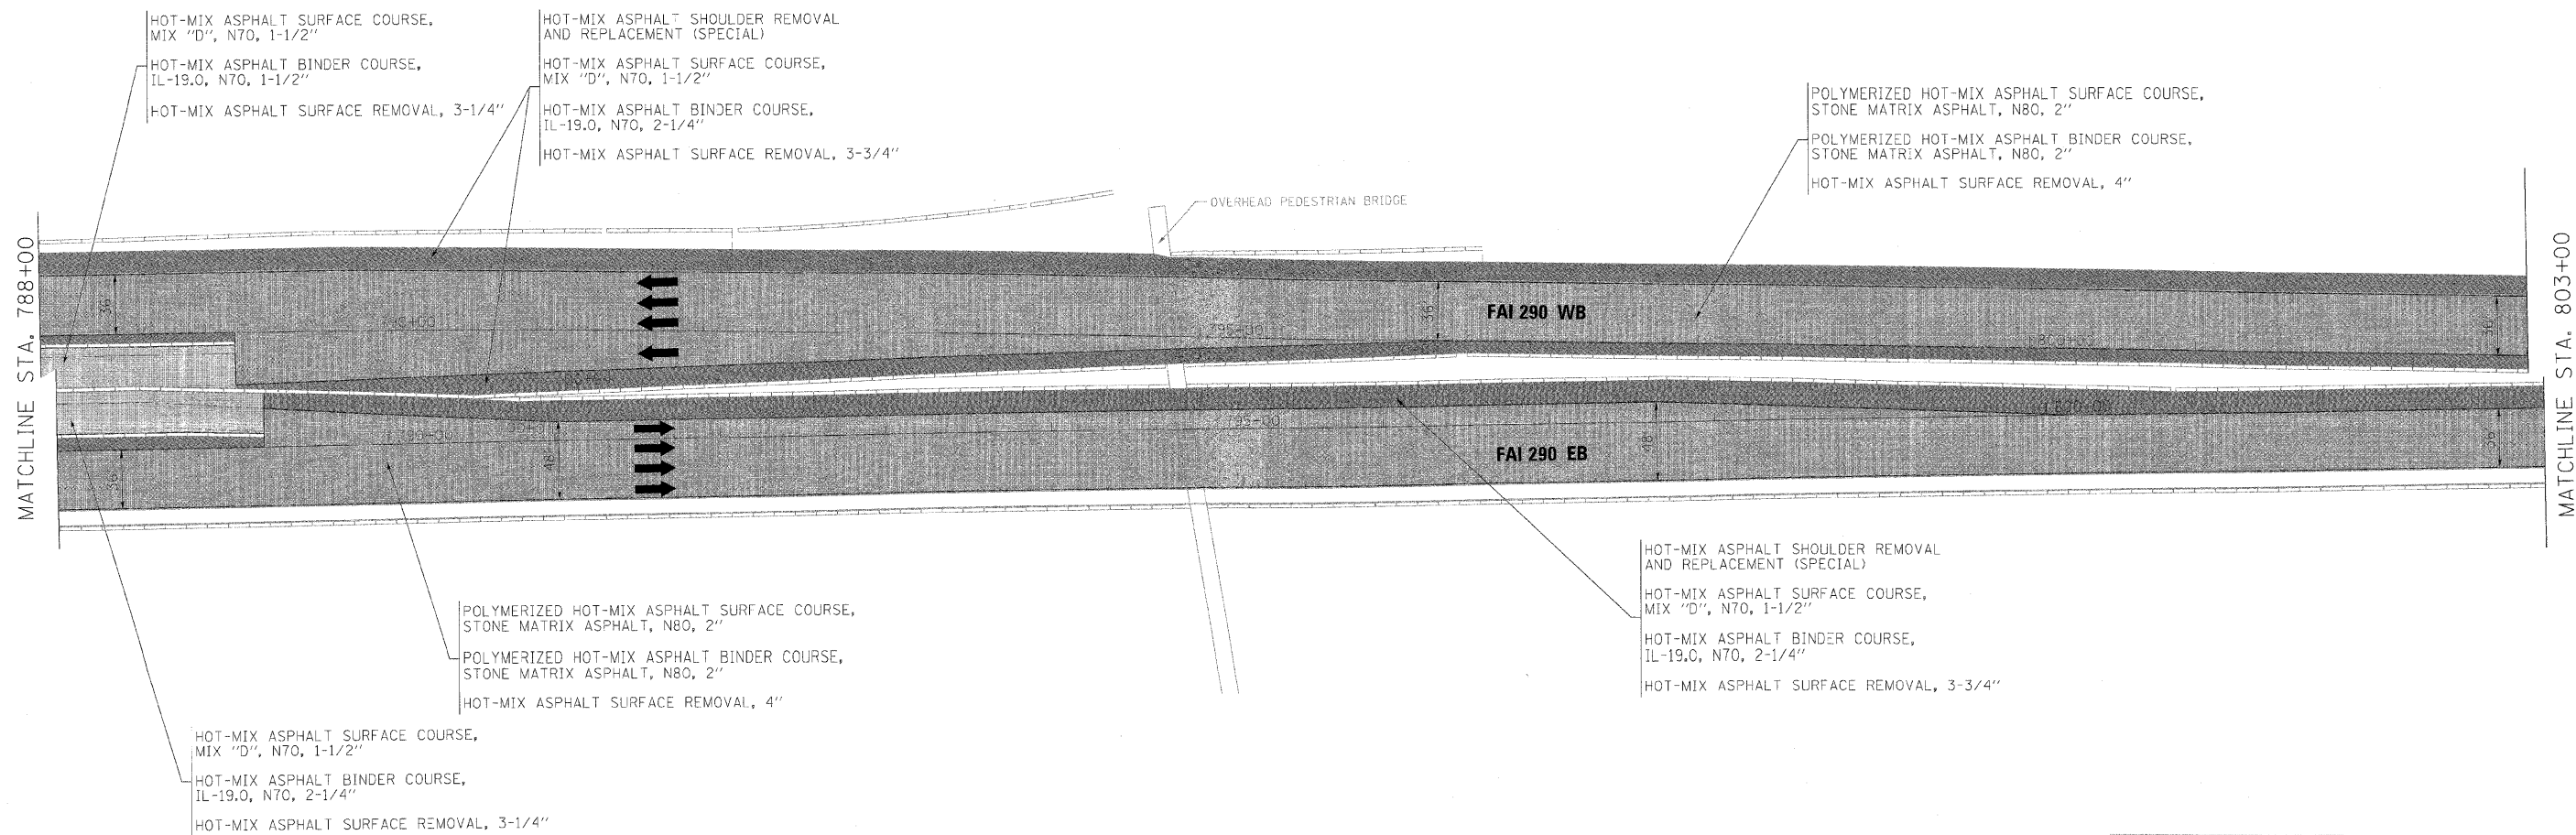 HOT-MIX ASPHALT SURFACE COURSE,
MIX "D", N70, 1-1/2"
HOT-MIX ASPHALT BINDER COURSE,
IL-19.0, N70, 1-1/2"
HOT-MIX ASPHALT SURFACE REMOVAL, 3-1/4"
HOT-MIX ASPHALT SHOULDER REMOVAL
AND REPLACEMENT (SPECIAL)
HOT-MIX ASPHALT SURFACE COURSE,
MIX "D", N70, 1-1/2"
HOT-MIX ASPHALT BINDER COURSE,
IL-19.0, N70, 2-1/4"
HOT-MIX ASPHALT SURFACE REMOVAL, 3-3/4"
POLYMERIZED HOT-MIX ASPHALT SURFACE COURSE,
STONE MATRIX ASPHALT, N80, 2"
POLYMERIZED HOT-MIX ASPHALT BINDER COURSE,
STONE MATRIX ASPHALT, N80, 2"
HOT-MIX ASPHALT SURFACE REMOVAL, 4"
OVERHEAD PEDESTRIAN BRIDGE
MATCHLINE STA. 788+00
MATCHLINE STA. 803+00
36
36
36
FAI 290 WB
800+00
36
48
48
36
FAI 290 EB
HOT-MIX ASPHALT SHOULDER REMOVAL
AND REPLACEMENT (SPECIAL)
HOT-MIX ASPHALT SURFACE COURSE,
MIX "D", N70, 1-1/2"
HOT-MIX ASPHALT BINDER COURSE,
IL-19.0, N70, 2-1/4"
HOT-MIX ASPHALT SURFACE REMOVAL, 3-3/4"
POLYMERIZED HOT-MIX ASPHALT SURFACE COURSE,
STONE MATRIX ASPHALT, N80, 2"
POLYMERIZED HOT-MIX ASPHALT BINDER COURSE,
STONE MATRIX ASPHALT, N80, 2"
HOT-MIX ASPHALT SURFACE REMOVAL, 4"
HOT-MIX ASPHALT SURFACE COURSE,
MIX "D", N70, 1-1/2"
HOT-MIX ASPHALT BINDER COURSE,
IL-19.0, N70, 2-1/4"
HOT-MIX ASPHALT SURFACE REMOVAL, 3-1/4"